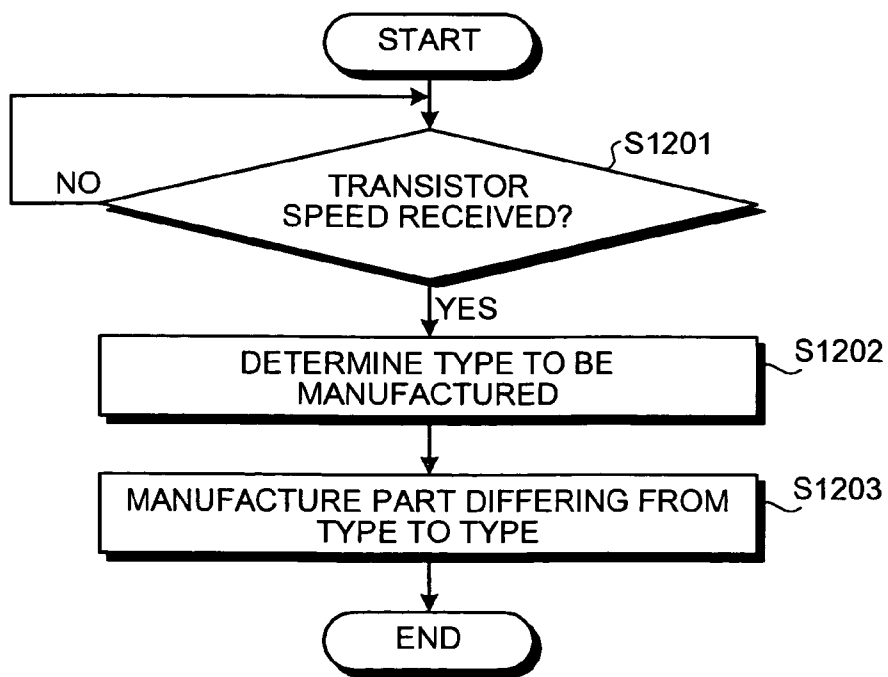 START
S1201
NO
TRANSISTOR
SPEED RECEIVED?
YES
DETERMINE TYPE TO BE
MANUFACTURED
S1202
MANUFACTURE PART DIFFERING FROM
TYPE TO TYPE
S1203
END